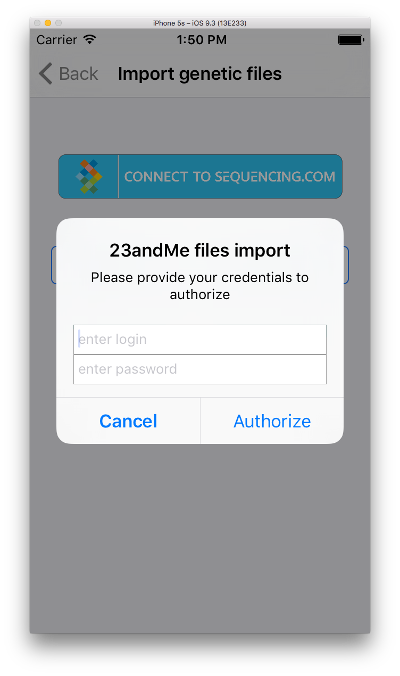 iPhone 5s – iOS 9.3 (13E233)
Carrier 1:50 PM
Back Import genetic files
CONNECT TO SEQUENCING.COM
23andMe files import
Please provide your credentials to
authorize
enter login
enter password
Cancel Authorize